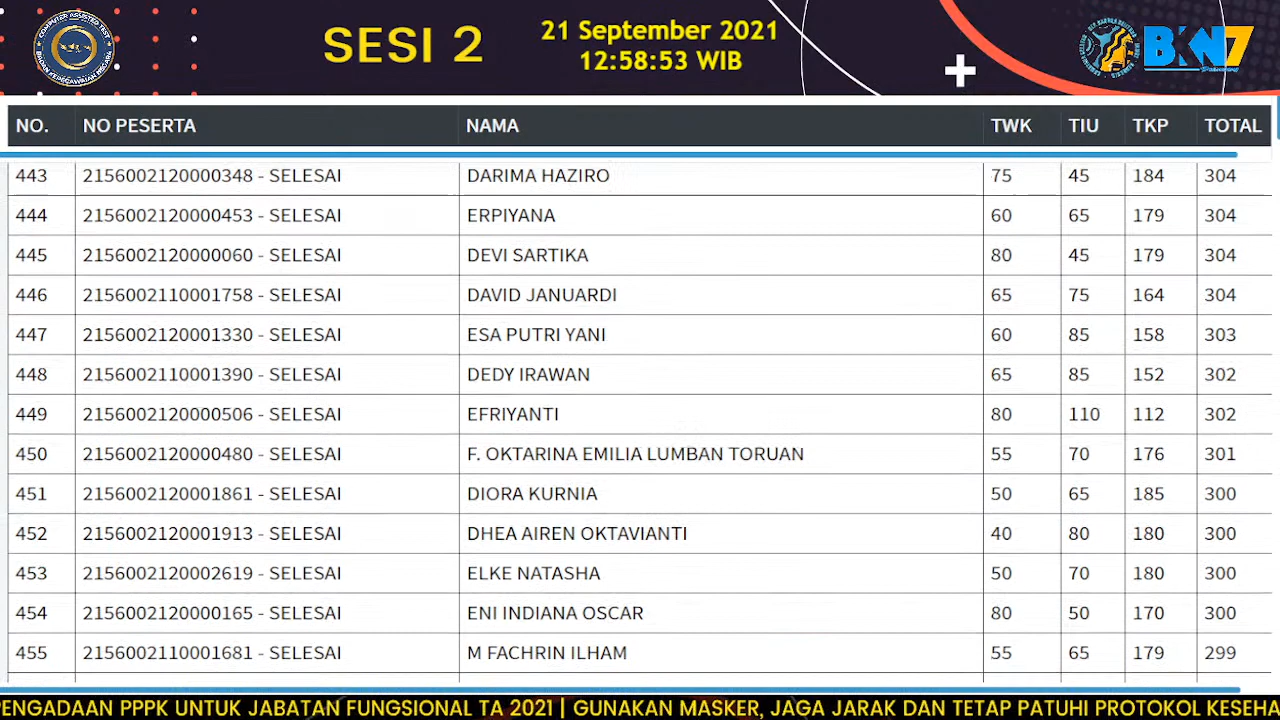 COMPUTER ASSISTED TEST
BADAN KEPEGAWAIAN NEGARA
SESI 2
21 September 2021
12:58:53 WIB
BKN7
NO. NO PESERTA NAMA TWK TIU TKP TOTAL
443 2156002120000348 - SELESAI DARIMA HAZIRO 75 45 184 304
444 2156002120000453 - SELESAI ERPIYANA 60 65 179 304
445 2156002120000060 - SELESAI DEVI SARTIKA 80 45 179 304
446 2156002110001758 - SELESAI DAVID JANUARDI 65 75 164 304
447 2156002120001330 - SELESAI ESA PUTRI YANI 60 85 158 303
448 2156002110001390 - SELESAI DEDY IRAWAN 65 85 152 302
449 2156002120000506 - SELESAI EFRIYANTI 80 110 112 302
450 2156002120000480 - SELESAI F. OKTARINA EMILIA LUMBAN TORUAN 55 70 176 301
451 2156002120001861 - SELESAI DIORA KURNIA 50 65 185 300
452 2156002120001913 - SELESAI DHEA AIREN OKTAVIANTI 40 80 180 300
453 2156002120002619 - SELESAI ELKE NATASHA 50 70 180 300
454 2156002120000165 - SELESAI ENI INDIANA OSCAR 80 50 170 300
455 2156002110001681 - SELESAI M FACHRIN ILHAM 55 65 179 299
PENGADAAN PPPK UNTUK JABATAN FUNGSIONAL TA 2021 | GUNAKAN MASKER, JAGA JARAK DAN TETAP PATUHI PROTOKOL KESEHA